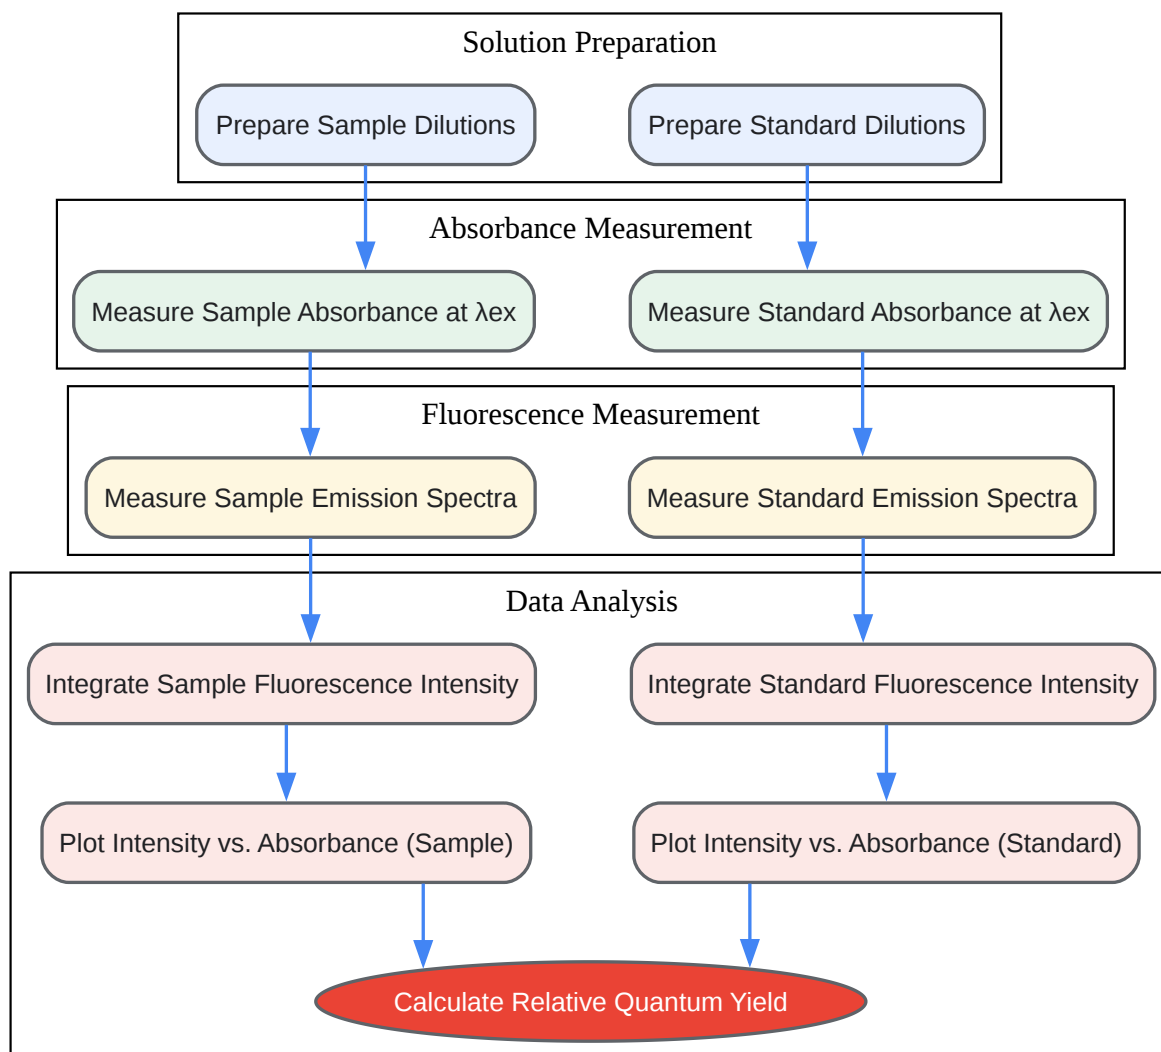 Solution Preparation
Prepare Sample Dilutions
Prepare Standard Dilutions
Absorbance Measurement
Measure Sample Absorbance at λex
Measure Standard Absorbance at λex
Fluorescence Measurement
Measure Sample Emission Spectra
Measure Standard Emission Spectra
Data Analysis
Integrate Sample Fluorescence Intensity
Integrate Standard Fluorescence Intensity
Plot Intensity vs. Absorbance (Sample)
Plot Intensity vs. Absorbance (Standard)
Calculate Relative Quantum Yield